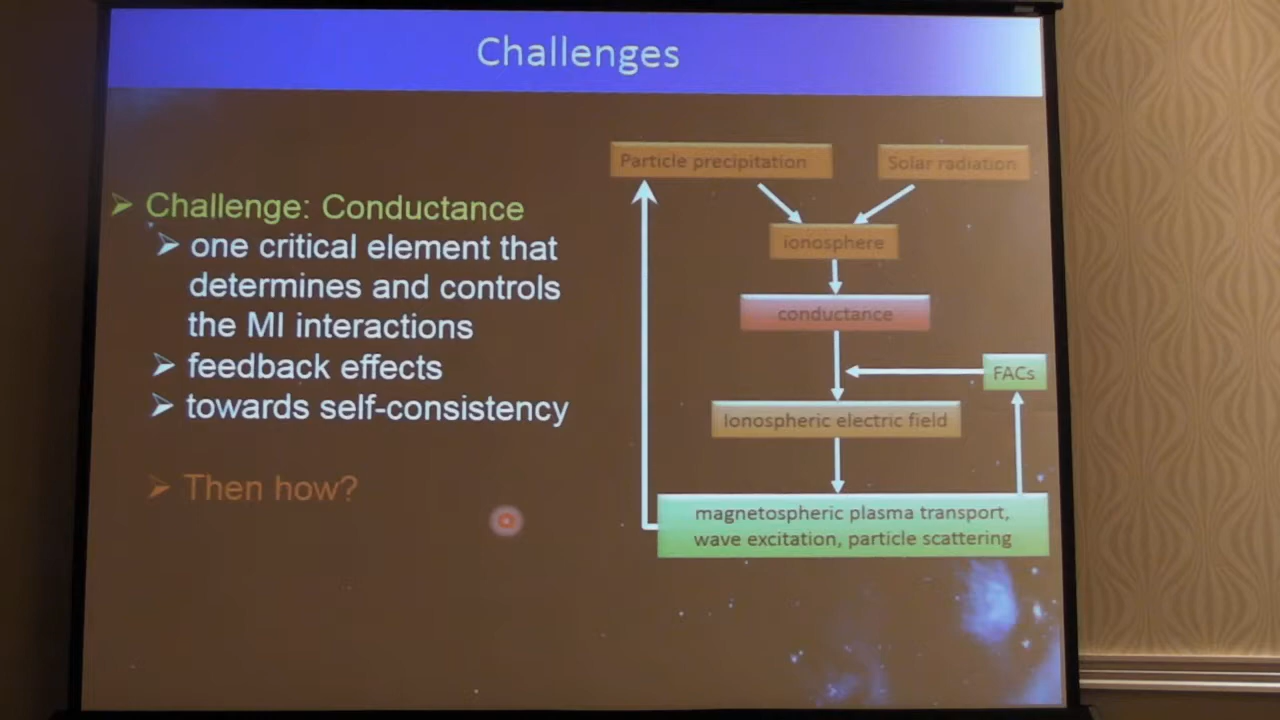 Challenges
Challenge: Conductance
one critical element that
determines and controls
the MI interactions
feedback effects
towards self-consistency
Then how?
Particle precipitation
Solar radiation
ionosphere
conductance
FACs
Ionospheric electric field
magnetospheric plasma transport,
wave excitation, particle scattering